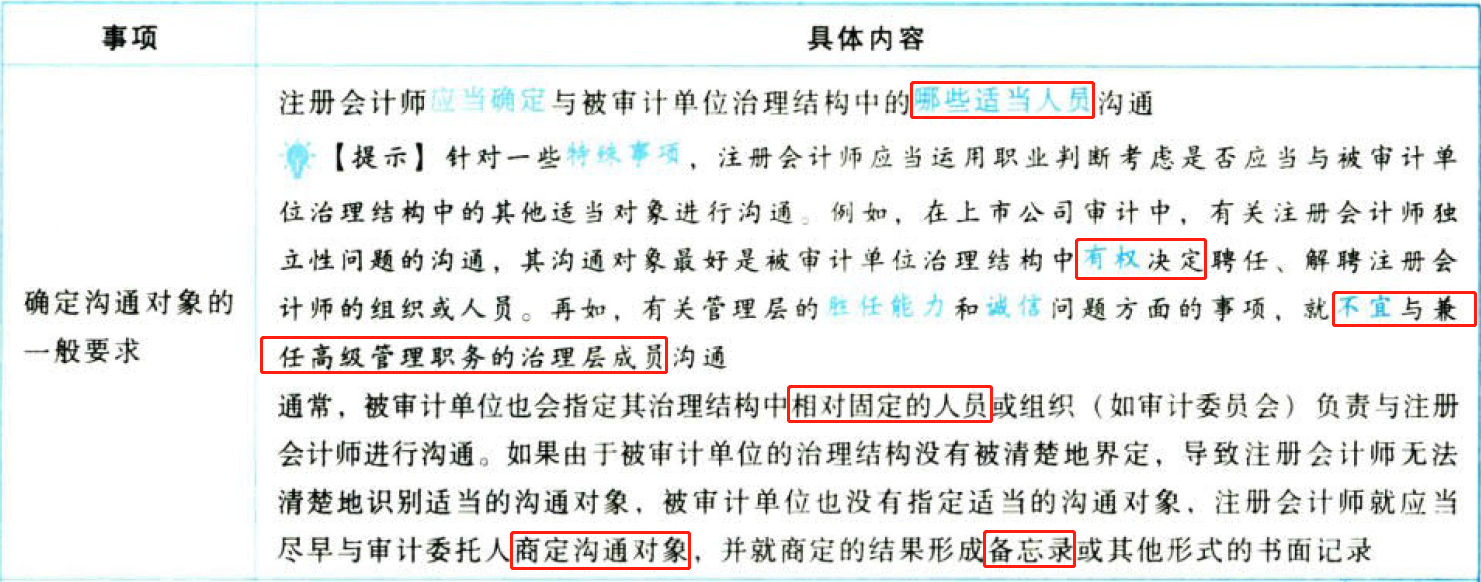 事项
具体内容
注册会计师应当确定与被审计单位治理结构中的哪些适当人员沟通
【提示】针对一些特殊事项，注册会计师应当运用职业判断考虑是否应当与被审计单
位治理结构中的其他适当对象进行沟通。例如，在上市公司审计中，有关注册会计师独
立性问题的沟通，其沟通对象最好是被审计单位治理结构中有权决定聘任、解聘注册会
计师的组织或人员。再如，有关管理层的胜任能力和诚信问题方面的事项，就不宜与兼
任高级管理职务的治理层成员沟通
通常，被审计单位也会指定其治理结构中相对固定的人员或组织（如审计委员会）负责与注册
会计师进行沟通。如果由于被审计单位的治理结构没有被清楚地界定，导致注册会计师无法
清楚地识别适当的沟通对象，被审计单位也没有指定适当的沟通对象，注册会计师就应当
尽早与审计委托人商定沟通对象，并就商定的结果形成备忘录或其他形式的书面记录
确定沟通对象的
一般要求